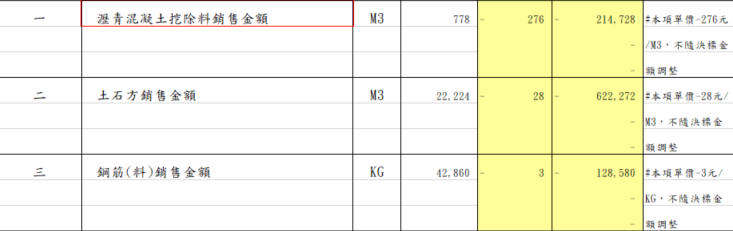 一 瀝青混凝土挖除料銷售金額 M3 778 - 276 - 214,728 #本項單價-276元
- /M3，不隨決標金
- 額調整
二 土石方銷售金額 M3 22,224 - 28 - 622,272 #本項單價-28元/
- M3，不隨決標金
- 額調整
三 鋼筋(料)銷售金額 KG 42,860 - 3 - 128,580 #本項單價-3元/
- KG，不隨決標金
- 額調整